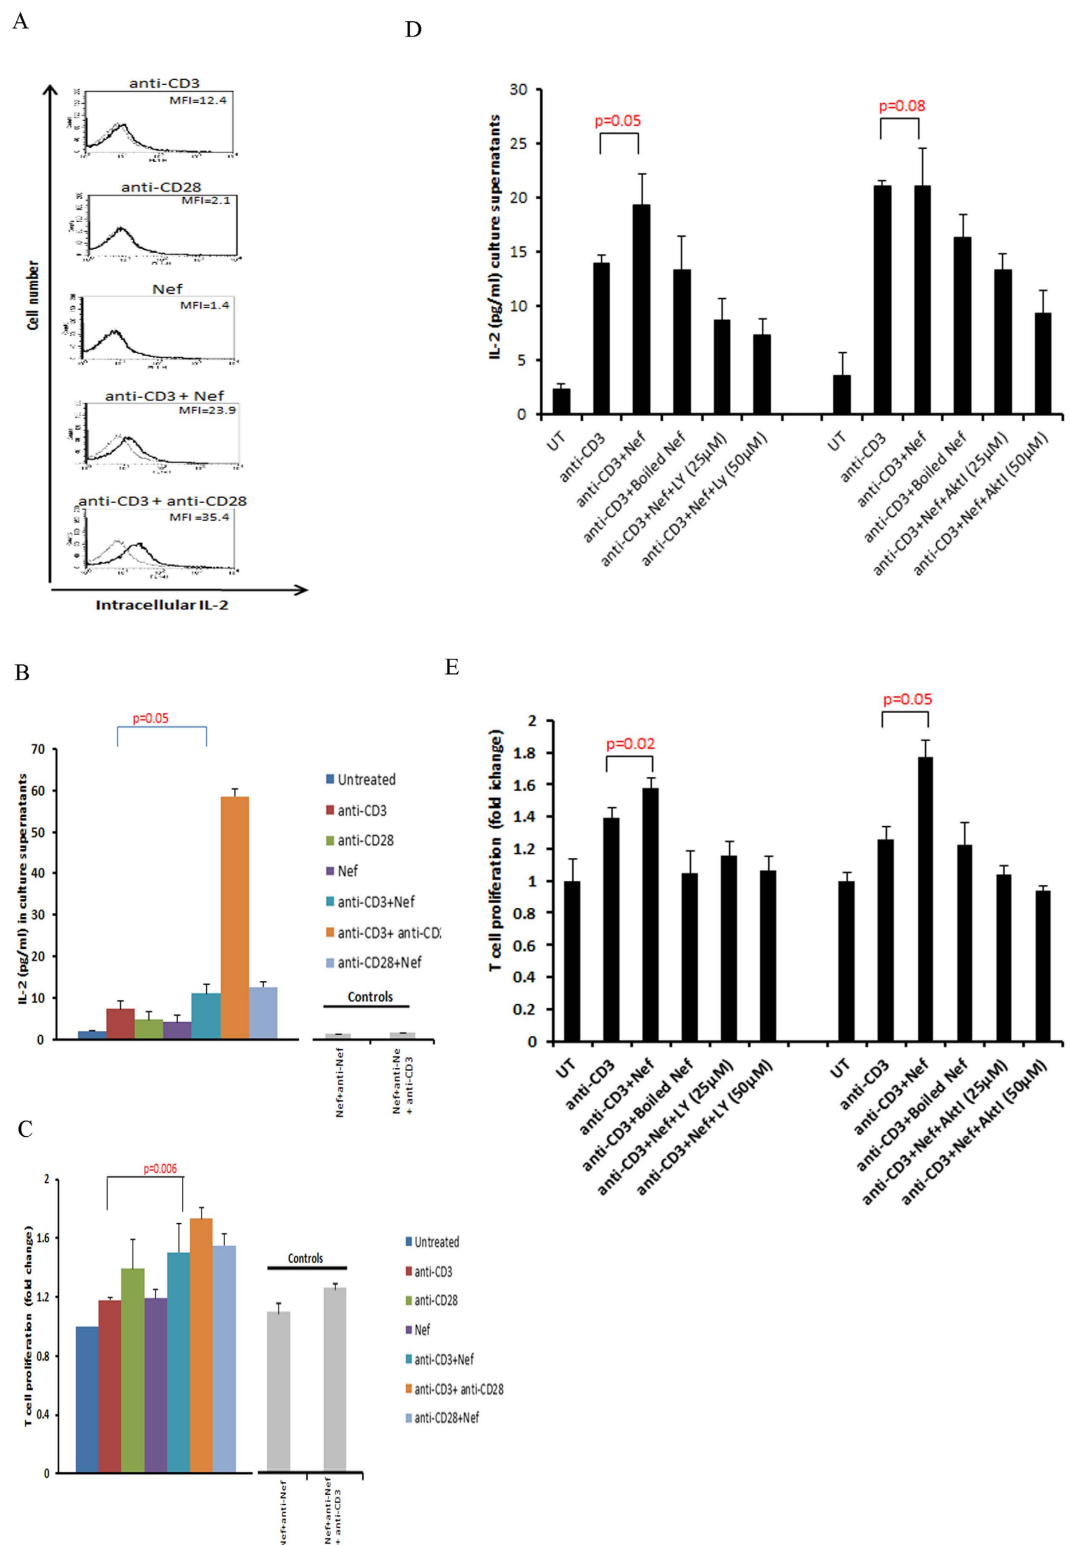 A
anti-CD3
MFI=12.4
anti-CD28
MFI=2.1
Nef
MFI=1.4
anti-CD3 + Nef
MFI=23.9
anti-CD3 + anti-CD28
MFI =35.4
Cell number
Intracellular IL-2
B
p=0.05
IL-2 (pg/ml) in culture supernatants
70
60
50
40
30
20
10
0
Untreated
anti-CD3
anti-CD28
Nef
anti-CD3+Nef
anti-CD3+ anti-CD2
anti-CD28+Nef
Controls
Nef+anti-Nef
Nef+anti-Ne
+ anti-CD3
C
p=0.006
T cell proliferation (fold change)
2
1.6
1.2
0.8
0.4
0
Controls
Nef+anti-Nef
Nef+anti-Nef
+ anti-CD3
Untreated
anti-CD3
anti-CD28
Nef
anti-CD3+Nef
anti-CD3+ anti-CD28
anti-CD28+Nef
D
IL-2 (pg/ml) culture supernatants
30
25
20
15
10
5
0
p=0.05
p=0.08
UT
anti-CD3
anti-CD3+Nef
anti-CD3+Boiled Nef
anti-CD3+Nef+LY (25µM)
anti-CD3+Nef+Ly (50µM)
UT
anti-CD3
anti-CD3+Nef
anti-CD3+Boiled Nef
anti-CD3+Nef+AktI (25µM)
anti-CD3+Nef+AktI (50µM)
E
T cell proliferation (fold ichange)
2
1.8
1.6
1.4
1.2
1
0.8
0.6
0.4
0.2
0
p=0.02
p=0.05
UT
anti-CD3
anti-CD3+Nef
anti-CD3+Boiled Nef
anti-CD3+Nef+LY (25µM)
anti-CD3+Nef+LY (50µM)
UT
anti-CD3
anti-CD3+Nef
anti-CD3+Boiled Nef
anti-CD3+Nef+AktI (25µM)
anti-CD3+Nef+AktI (50µM)